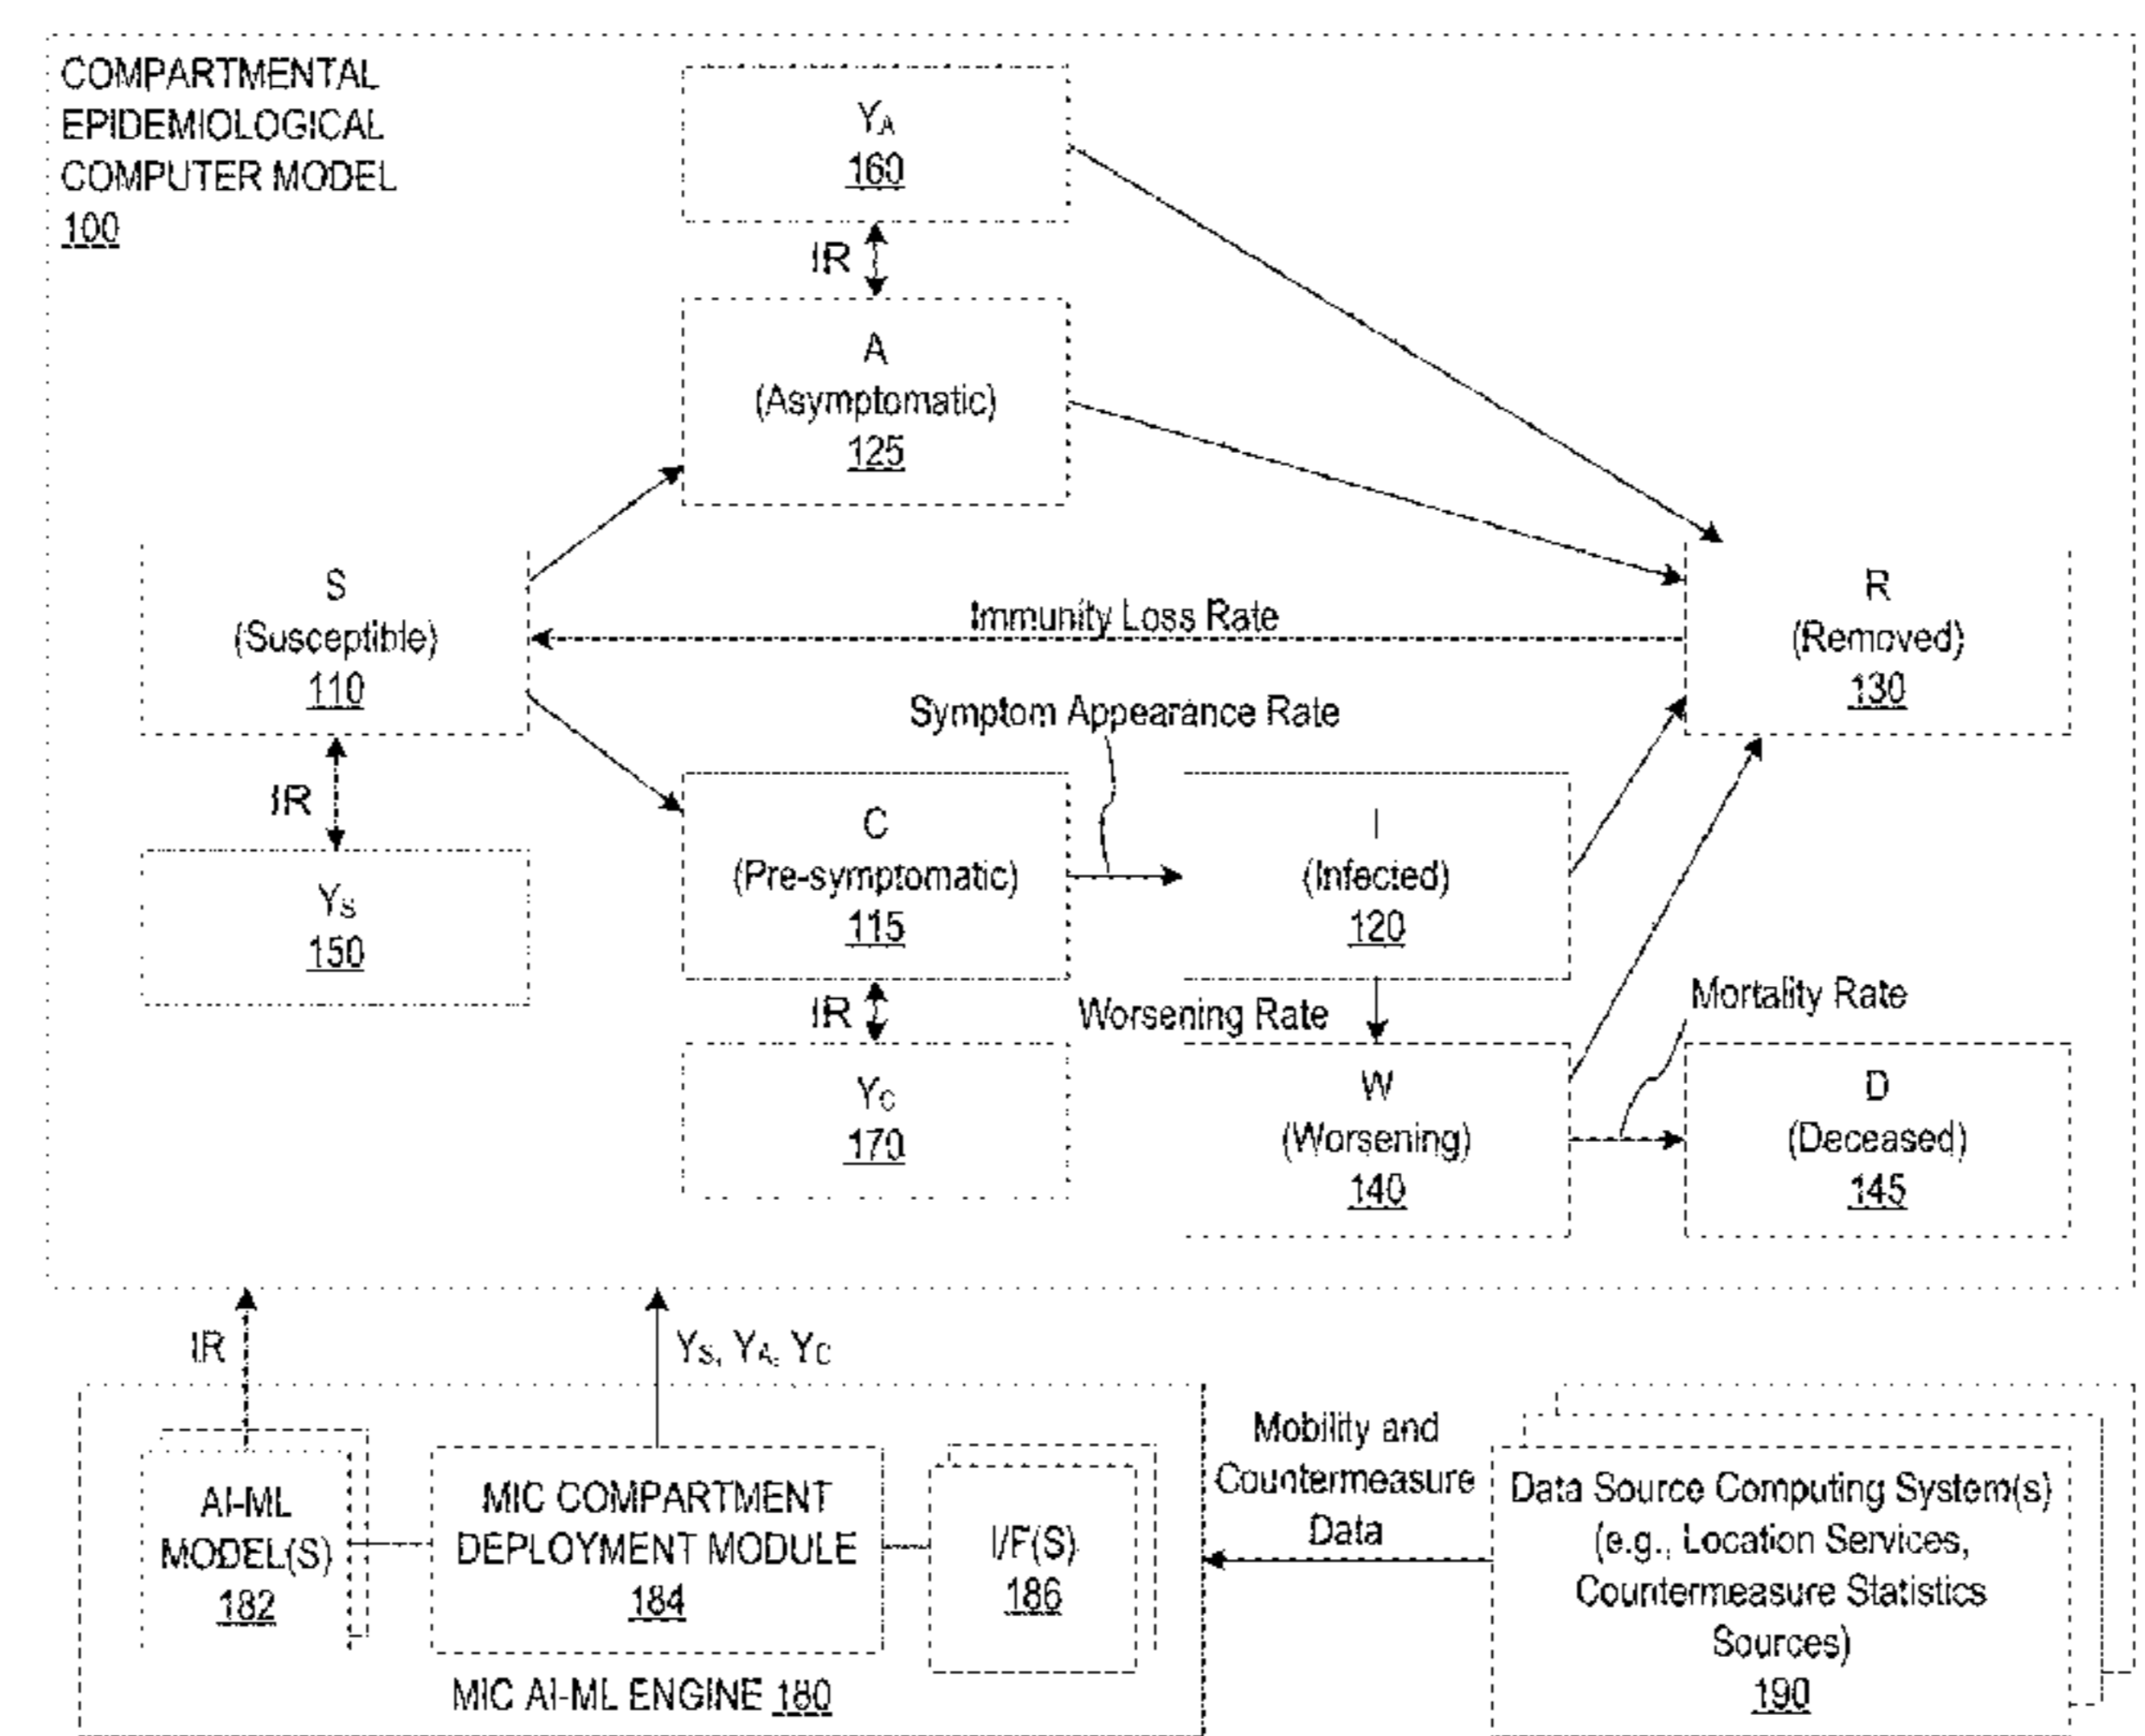 COMPARTMENTAL
EPIDEMIOLOGICAL
COMPUTER MODEL
100
YA
160
IR
A
(Asymptomatic)
125
S
(Susceptible)
110
Immunity Loss Rate
R
(Removed)
130
Symptom Appearance Rate
IR
YS
150
C
(Pre-symptomatic)
115
I
(Infected)
120
IR
Worsening Rate
Mortality Rate
YC
170
W
(Worsening)
140
D
(Deceased)
145
IR
YS, YA, YC
AI-ML
MODEL(S)
182
MIC COMPARTMENT
DEPLOYMENT MODULE
184
I/F(S)
186
MIC AI-ML ENGINE 180
Mobility and
Countermeasure
Data
Data Source Computing System(s)
(e.g., Location Services,
Countermeasure Statistics
Sources)
190